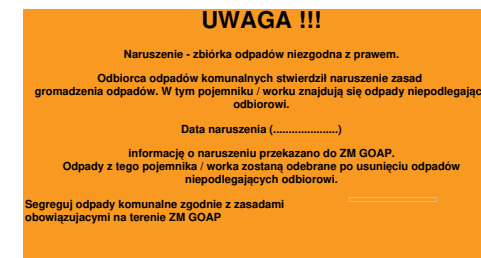 UWAGA !!!
Naruszenie - zbiórka odpadów niezgodna z prawem.
Odbiorca odpadów komunalnych stwierdził naruszenie zasad
gromadzenia odpadów. W tym pojemniku / worku znajdują się odpady niepodlegając
odbiorowi.
Data naruszenia (.....................)
informację o naruszeniu przekazano do ZM GOAP.
Odpady z tego pojemnika / worka zostaną odebrane po usunięciu odpadów
niepodlegających odbiorowi.
Segreguj odpady komunalne zgodnie z zasadami
obowiązujacymi na terenie ZM GOAP